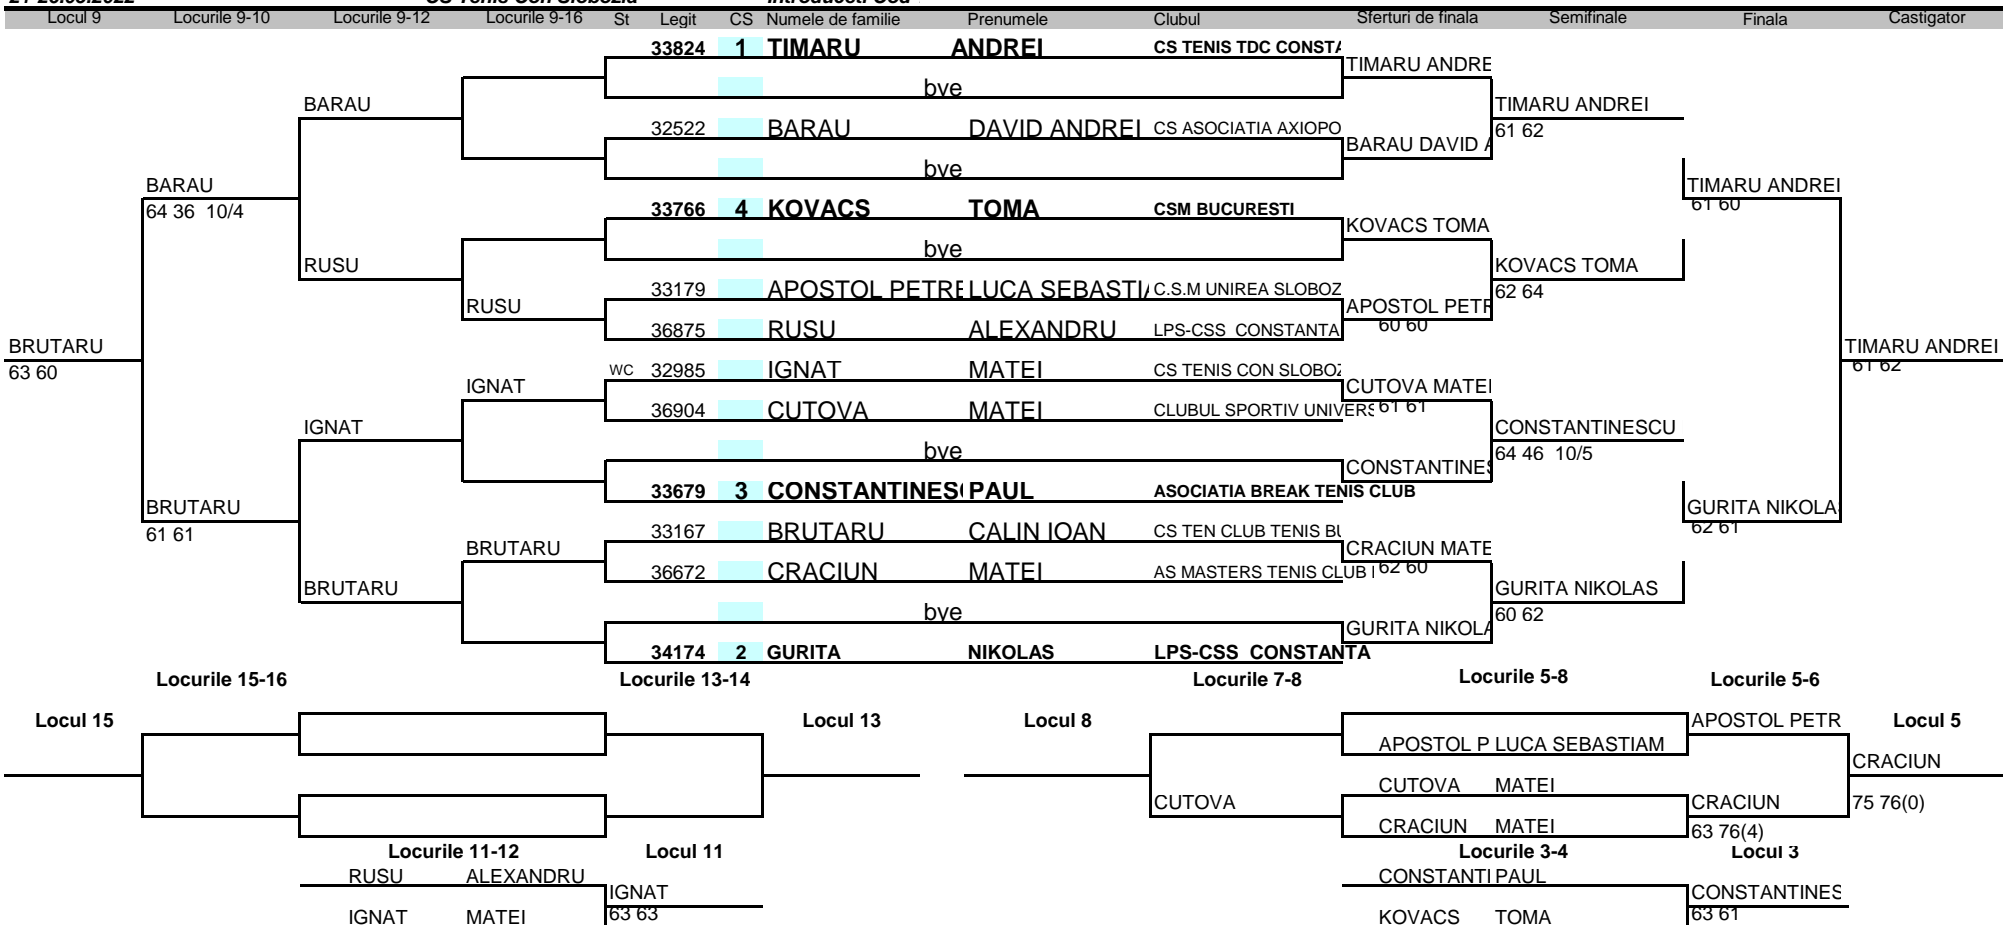 Locul 9 Locurile 9-10 Locurile 9-12 Locurile 9-16 St Legit CS Numele de familie Prenumele Clubul Sferturi de finala Semifinale Finala Castigator
33824 1 TIMARU ANDREI CS TENIS TDC CONSTA
TIMARU ANDRE
bye
BARAU TIMARU ANDREI
32522 BARAU DAVID ANDREI CS ASOCIATIA AXIOPO 61 62
BARAU DAVID A
bye
BARAU TIMARU ANDREI
64 36 10/4 33766 4 KOVACS TOMA CSM BUCURESTI 61 60
KOVACS TOMA
bye
RUSU KOVACS TOMA
33179 APOSTOL PETRE LUCA SEBASTIA C.S.M UNIREA SLOBOZ 62 64
RUSU APOSTOL PETR
36875 RUSU ALEXANDRU LPS-CSS CONSTANTA 60 60
BRUTARU TIMARU ANDREI
63 60 WC 32985 IGNAT MATEI CS TENIS CON SLOBOZ 61 62
IGNAT CUTOVA MATEI
36904 CUTOVA MATEI CLUBUL SPORTIV UNIVERS 61 61
IGNAT CONSTANTINESCU
bye 64 46 10/5
CONSTANTINES
33679 3 CONSTANTINESC PAUL ASOCIATIA BREAK TENIS CLUB
BRUTARU GURITA NIKOLAS
61 61 33167 BRUTARU CALIN IOAN CS TEN CLUB TENIS BU 62 61
BRUTARU CRACIUN MATE
36672 CRACIUN MATEI AS MASTERS TENIS CLUB 62 60
BRUTARU GURITA NIKOLAS
bye 60 62
GURITA NIKOLA
34174 2 GURITA NIKOLAS LPS-CSS CONSTANTA
Locurile 15-16 Locurile 13-14 Locurile 7-8 Locurile 5-8 Locurile 5-6
Locul 15 Locul 13 Locul 8 APOSTOL PETR Locul 5
APOSTOL P LUCA SEBASTIAM
CRACIUN
CUTOVA MATEI
CUTOVA CRACIUN 75 76(0)
CRACIUN MATEI 63 76(4)
Locurile 11-12 Locul 11 Locurile 3-4 Locul 3
RUSU ALEXANDRU CONSTANTI PAUL
IGNAT CONSTANTINES
IGNAT MATEI 63 63 KOVACS TOMA 63 61